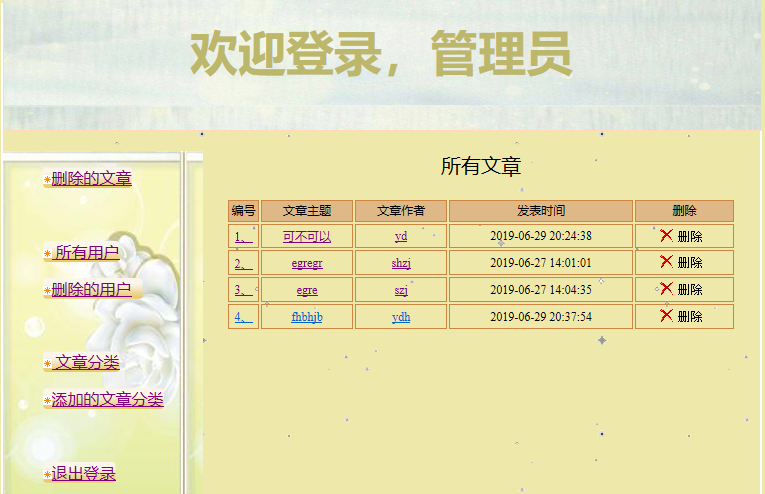 欢迎登录，管理员
*删除的文章
* 所有用户
*删除的用户
* 文章分类
*添加的文章分类
*退出登录
所有文章
编号 文章主题 文章作者 发表时间 删除
1、 可不可以 yd 2019-06-29 20:24:38 删除
2、 egregr shzj 2019-06-27 14:01:01 删除
3、 egre szj 2019-06-27 14:04:35 删除
4、 fhbhjb ydh 2019-06-29 20:37:54 删除